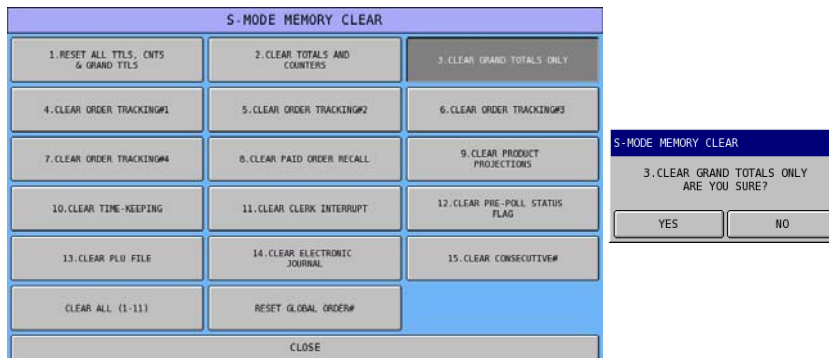 S-MODE MEMORY CLEAR
1.RESET ALL TTLS, CNTS
& GRAND TTLS
2.CLEAR TOTALS AND
COUNTERS
3.CLEAR GRAND TOTALS ONLY
4.CLEAR ORDER TRACKING#1
5.CLEAR ORDER TRACKING#2
6.CLEAR ORDER TRACKING#3
7.CLEAR ORDER TRACKING#4
8.CLEAR PAID ORDER RECALL
9.CLEAR PRODUCT
PROJECTIONS
10.CLEAR TIME-KEEPING
11.CLEAR CLERK INTERRUPT
12.CLEAR PRE-POLL STATUS
FLAG
13.CLEAR PLU FILE
14.CLEAR ELECTRONIC
JOURNAL
15.CLEAR CONSECUTIVE#
CLEAR ALL (1-11)
RESET GLOBAL ORDER#
CLOSE
S-MODE MEMORY CLEAR
3.CLEAR GRAND TOTALS ONLY
ARE YOU SURE?
YES
NO